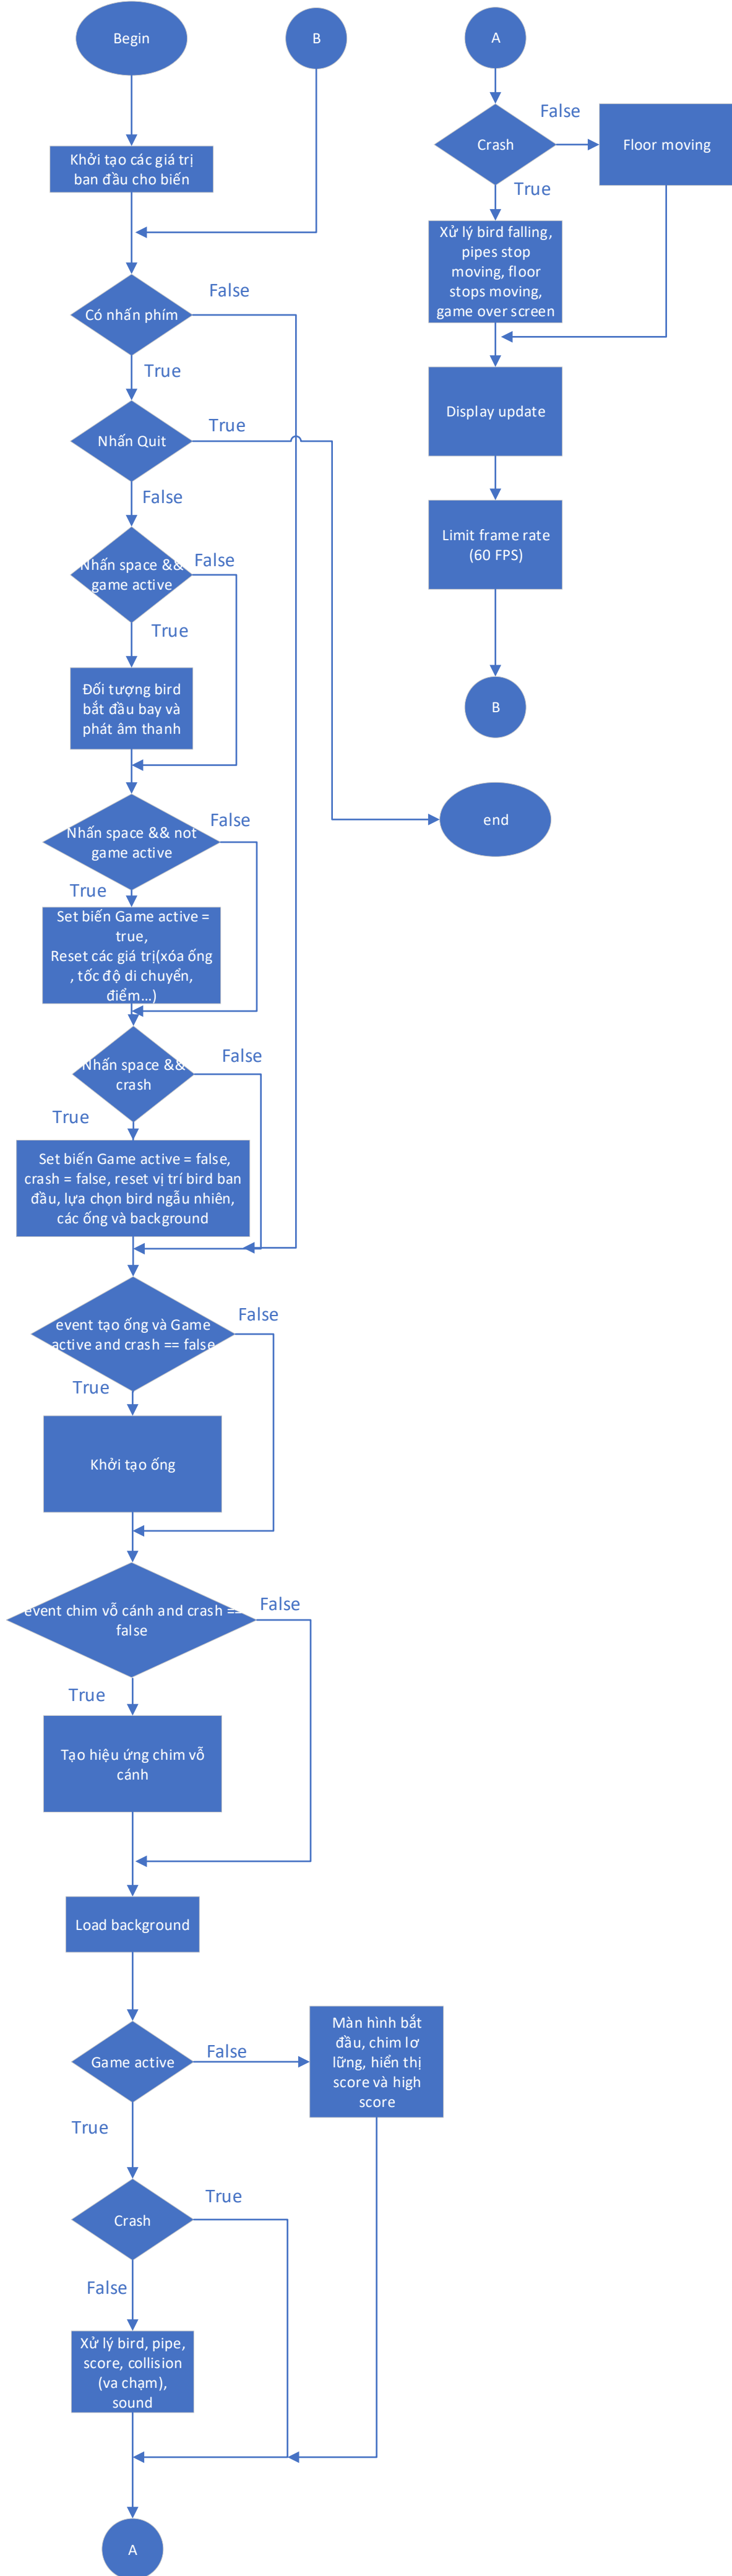 Begin
Khởi tạo các giá trị
ban đầu cho biến
Có nhấn phím
False
True
Nhấn Quit
True
False
Nhấn space &&
game active
False
True
Đối tượng bird
bắt đầu bay và
phát âm thanh
Nhấn space && not
game active
False
True
Set biến Game active =
true,
Reset các giá trị(xóa ống
, tốc độ di chuyển,
điểm...)
Nhấn space &&
crash
False
True
Set biến Game active = false,
crash = false, reset vị trí bird ban
đầu, lựa chọn bird ngẫu nhiên,
các ống và background
event tạo ống và Game
active and crash == false
False
True
Khởi tạo ống
event chim vỗ cánh and crash ==
false
False
True
Tạo hiệu ứng chim vỗ
cánh
Load background
Game active
False
Màn hình bắt
đầu, chim lơ
lững, hiển thị
score và high
score
True
Crash
True
False
Xử lý bird, pipe,
score, collision
(va chạm),
sound
A
B
A
Crash
False
Floor moving
True
Xử lý bird falling,
pipes stop
moving, floor
stops moving,
game over screen
Display update
Limit frame rate
(60 FPS)
B
end